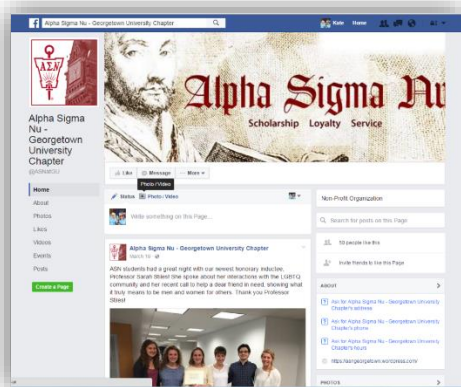 Alpha Sigma Nu - Georgetown University Chapter
Kate Home
ΑΣΝ
Alpha Sigma Nu
Scholarship Loyalty Service
Alpha Sigma
Nu -
Georgetown
University
Chapter
Like Message More
Photo / Video
Home
About
Photos
Likes
Videos
Events
Posts
Create a Page
Status Photo / Video
Write something on this Page...
Alpha Sigma Nu - Georgetown University Chapter
March 16
ASN students had a great night with our newest honorary inductee,
Professor Sarah Stiles! She spoke about her interactions with the LGBTQ
community and her recent call to help a dear friend in need, showing what
it truly means to be men and women for others. Thank you Professor
Stiles!
Non-Profit Organization
Search for posts on this Page
people like this
Invite friends to like this Page
ABOUT
Ask for Alpha Sigma Nu - Georgetown University
Chapter's address
Ask for Alpha Sigma Nu - Georgetown University
Chapter's phone
Ask for Alpha Sigma Nu - Georgetown University
Chapter's hours
https://asngeorgetown.wordpress.com/
PHOTOS